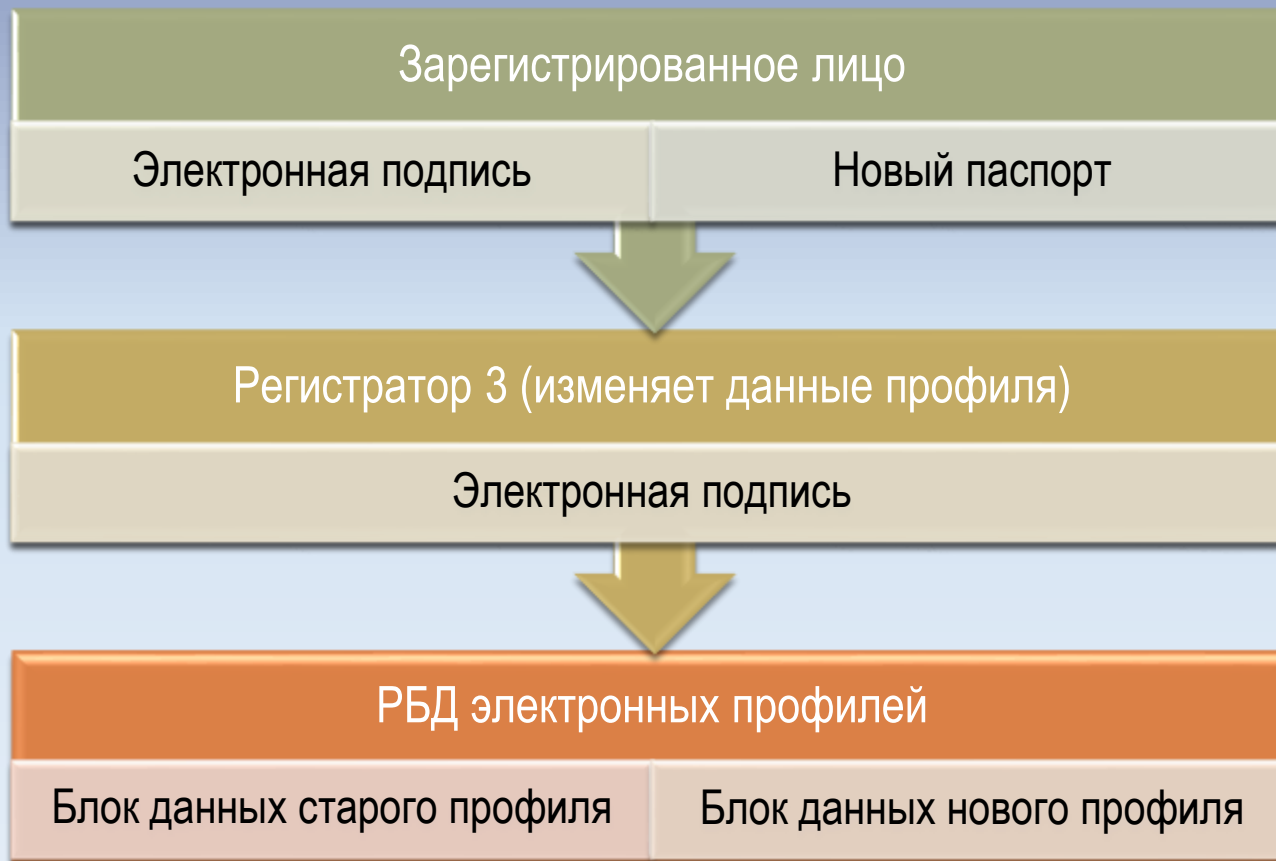 Зарегистрированное лицо
Электронная подпись
Новый паспорт
Регистратор 3 (изменяет данные профиля)
Электронная подпись
РБД электронных профилей
Блок данных старого профиля
Блок данных нового профиля